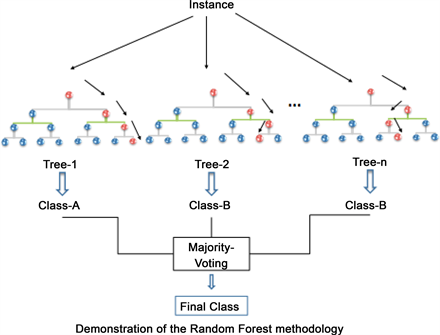 Instance
...
Tree-1 Tree-2 Tree-n
Class-A Class-B Class-B
Majority-
Voting
Final Class
Demonstration of the Random Forest methodology